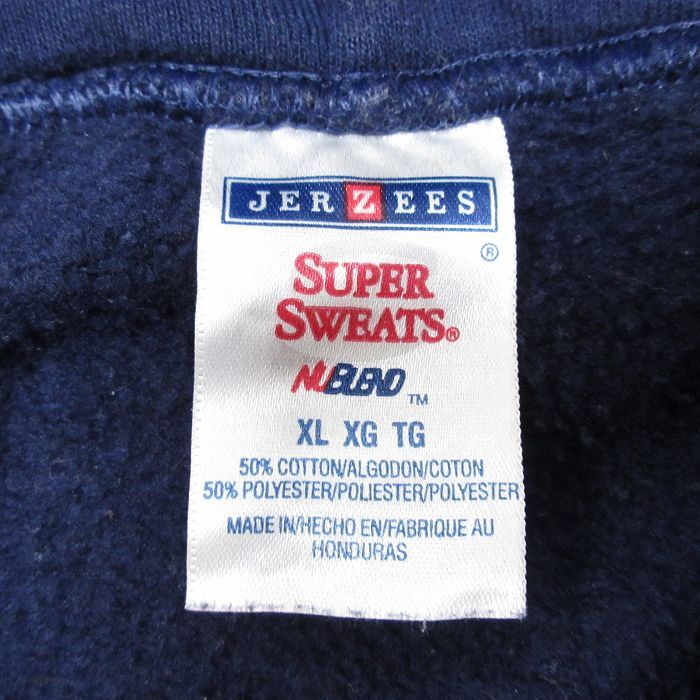 JERZEES
®
SUPER
SWEATS®
NUBLEND™
XL XG TG
50% COTTON/ALGODON/COTON
50% POLYESTER/POLIESTER/POLYESTER
MADE IN/HECHO EN/FABRIQUE AU
HONDURAS